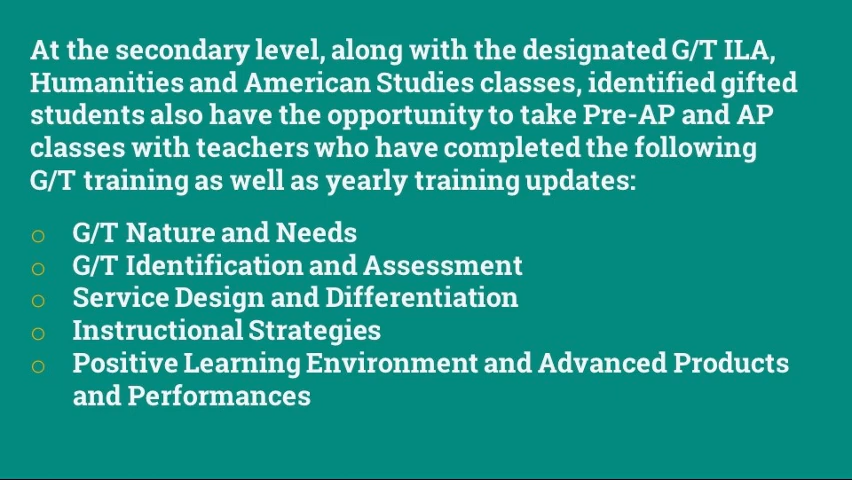 At the secondary level, along with the designated G/T ILA,
Humanities and American Studies classes, identified gifted
students also have the opportunity to take Pre-AP and AP
classes with teachers who have completed the following
G/T training as well as yearly training updates:
○ G/T Nature and Needs
○ G/T Identification and Assessment
○ Service Design and Differentiation
○ Instructional Strategies
○ Positive Learning Environment and Advanced Products
and Performances